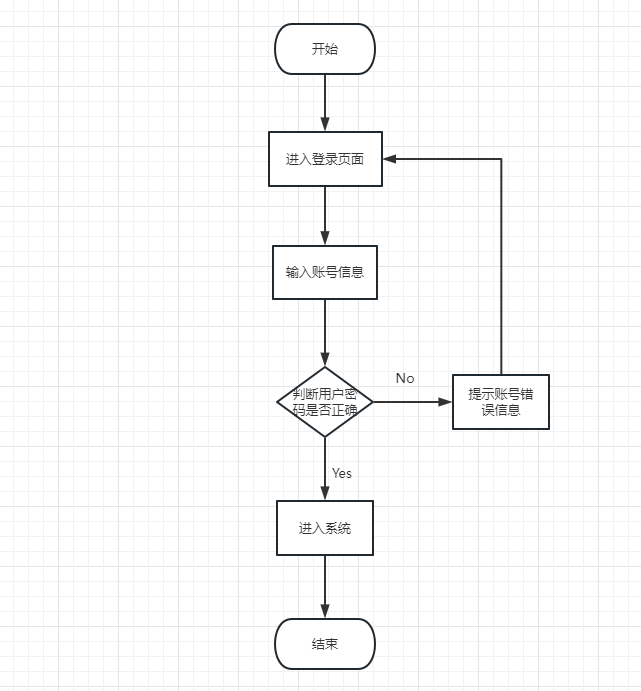 开始
进入登录页面
输入账号信息
判断用户密
码是否正确
No
提示账号错
误信息
Yes
进入系统
结束